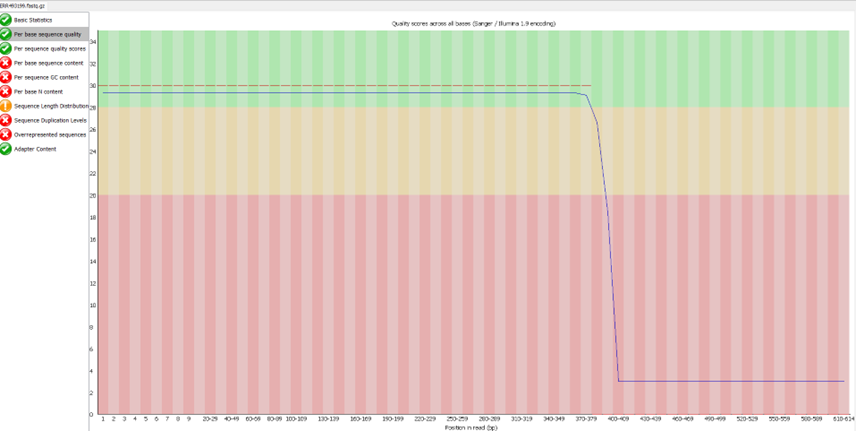 ERR493199.fastq.gz
Basic Statistics
Per base sequence quality
Per sequence quality scores
Per base sequence content
Per sequence GC content
Per base N content
Sequence Length Distribution
Sequence Duplication Levels
Overrepresented sequences
Adapter Content
Quality scores across all bases (Sanger / Illumina 1.9 encoding)
34
32
30
28
26
24
22
20
18
16
14
12
10
8
6
4
2
0
1 2 3 4 5 6 7 8 9 20-29 40-49 60-69 80-89 100-109 130-139 160-169 190-199 220-229 250-259 280-289 310-319 340-349 370-379 400-409 430-439 460-469 490-499 520-529 550-559 580-589 610-614
Position in read (bp)